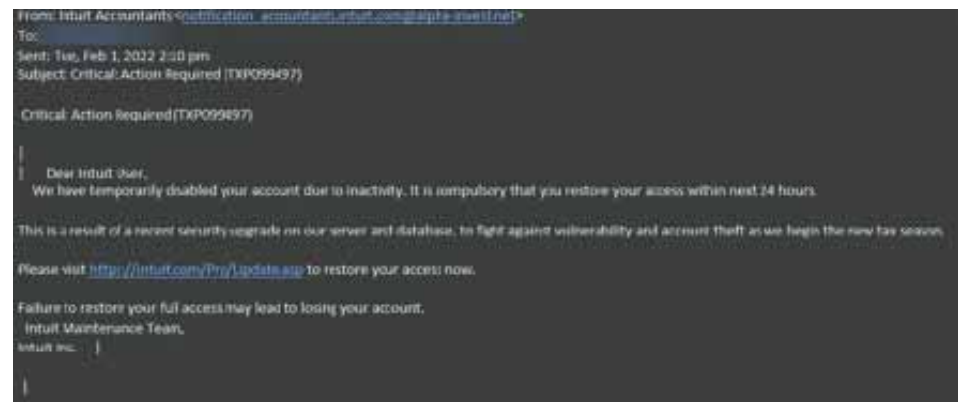 From: Intuit Accountants <notification_accountants.intuit.com@alpha-invest.net>
To:
Sent: Tue, Feb 1, 2022 2:10 pm
Subject: Critical: Action Required (TXP099497)
Critical: Action Required(TXP099497)
Dear Intuit User,
We have temporarily disabled your account due to inactivity. It is compulsory that you restore your access within next 24 hours.
This is a result of a recent security upgrade on our server and database, to fight against vulnerability and account theft as we begin the new tax season.
Please visit http://intuit.com/Pro/Update.asp to restore your access now.
Failure to restore your full access may lead to losing your account.
Intuit Maintenance Team,
Intuit Inc.